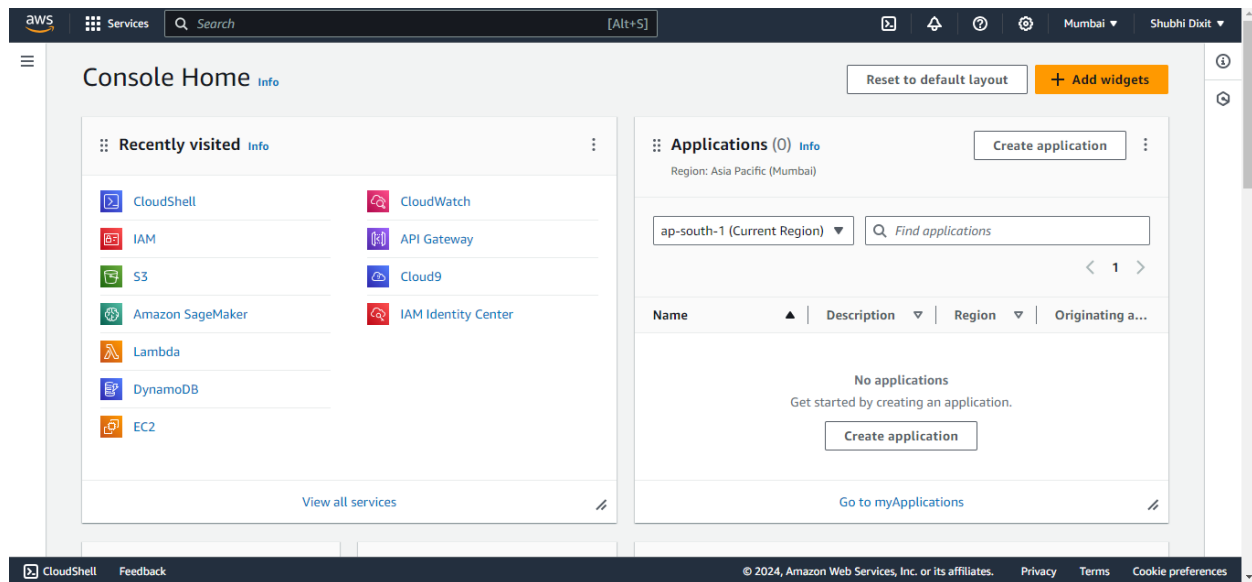 aws Services Search [Alt+S] Mumbai Shubhi Dixit
Console Home Info
Reset to default layout
+ Add widgets
Recently visited Info
CloudShell
IAM
S3
Amazon SageMaker
Lambda
DynamoDB
EC2
CloudWatch
API Gateway
Cloud9
IAM Identity Center
View all services
Applications (0) Info
Create application
Region: Asia Pacific (Mumbai)
ap-south-1 (Current Region) Find applications
1
Name Description Region Originating a...
No applications
Get started by creating an application.
Create application
Go to myApplications
CloudShell Feedback © 2024, Amazon Web Services, Inc. or its affiliates. Privacy Terms Cookie preferences